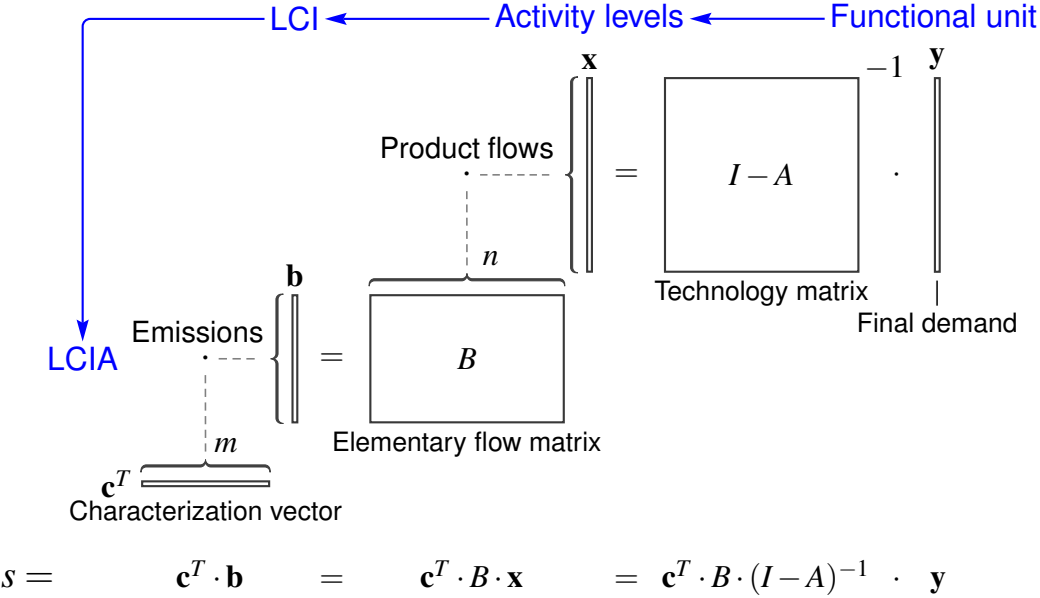 LCI Activity levels Functional unit
x −1 y
Product flows
= I − A ·
n
Technology matrix
b
Final demand
Emissions
LCIA = B
m Elementary flow matrix
c^T
Characterization vector
s = c^T · b = c^T · B · x = c^T · B · (I − A)^−1 · y